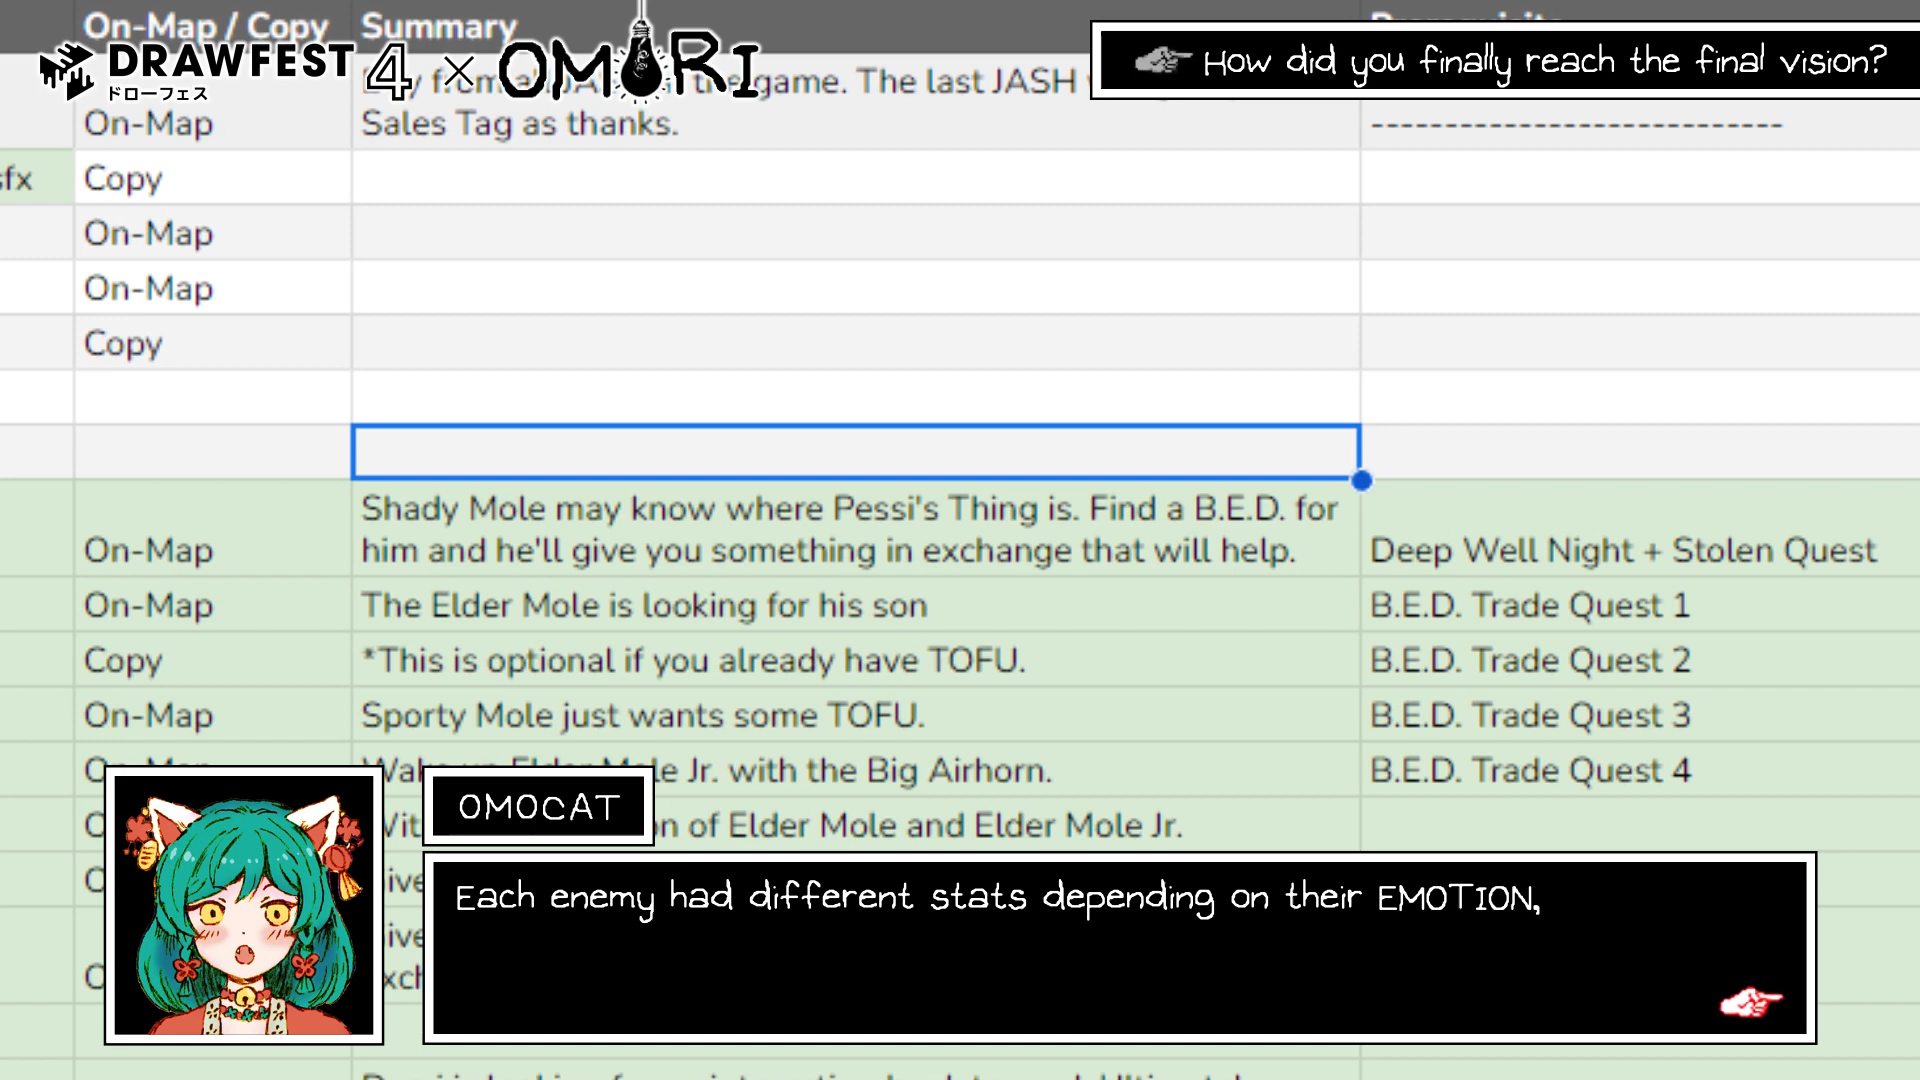 On-Map / Copy Summary
DRAWFEST 4 × OMORI
ドローフェス
How did you finally reach the final vision?
the game. The last JASH
On-Map Sales Tag as thanks. ----------------------------
sfx Copy
On-Map
On-Map
Copy
Shady Mole may know where Pessi's Thing is. Find a B.E.D. for
On-Map him and he'll give you something in exchange that will help. Deep Well Night + Stolen Quest
On-Map The Elder Mole is looking for his son B.E.D. Trade Quest 1
Copy *This is optional if you already have TOFU. B.E.D. Trade Quest 2
On-Map Sporty Mole just wants some TOFU. B.E.D. Trade Quest 3
Jr. with the Big Airhorn. B.E.D. Trade Quest 4
of Elder Mole and Elder Mole Jr.
OMOCAT
Each enemy had different stats depending on their EMOTION,